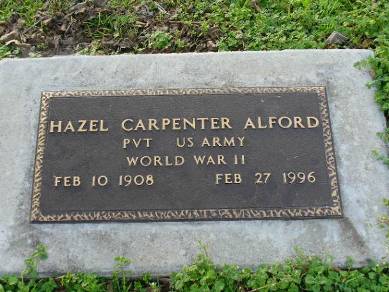 HAZEL CARPENTER ALFORD
PVT US ARMY
WORLD WAR II
FEB 10 1908 FEB 27 1996